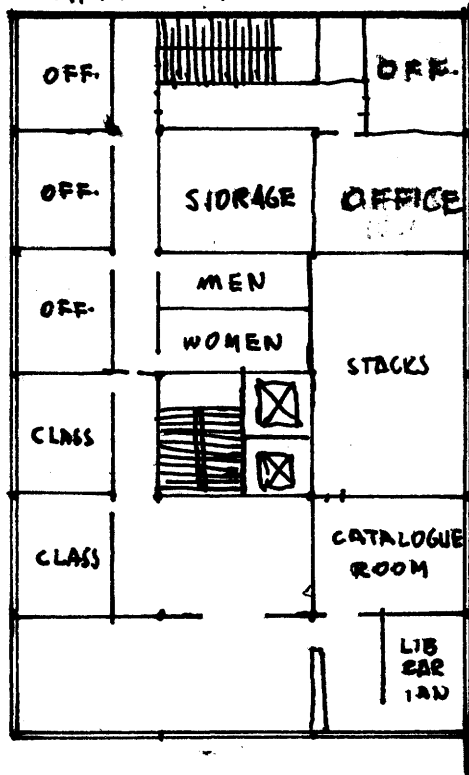 OFF.
OFF.
OFF.
STORAGE
OFFICE
MEN
OFF.
WOMEN
STACKS
CLASS
CATALOGUE
ROOM
CLASS
LIB
RAR
IAN